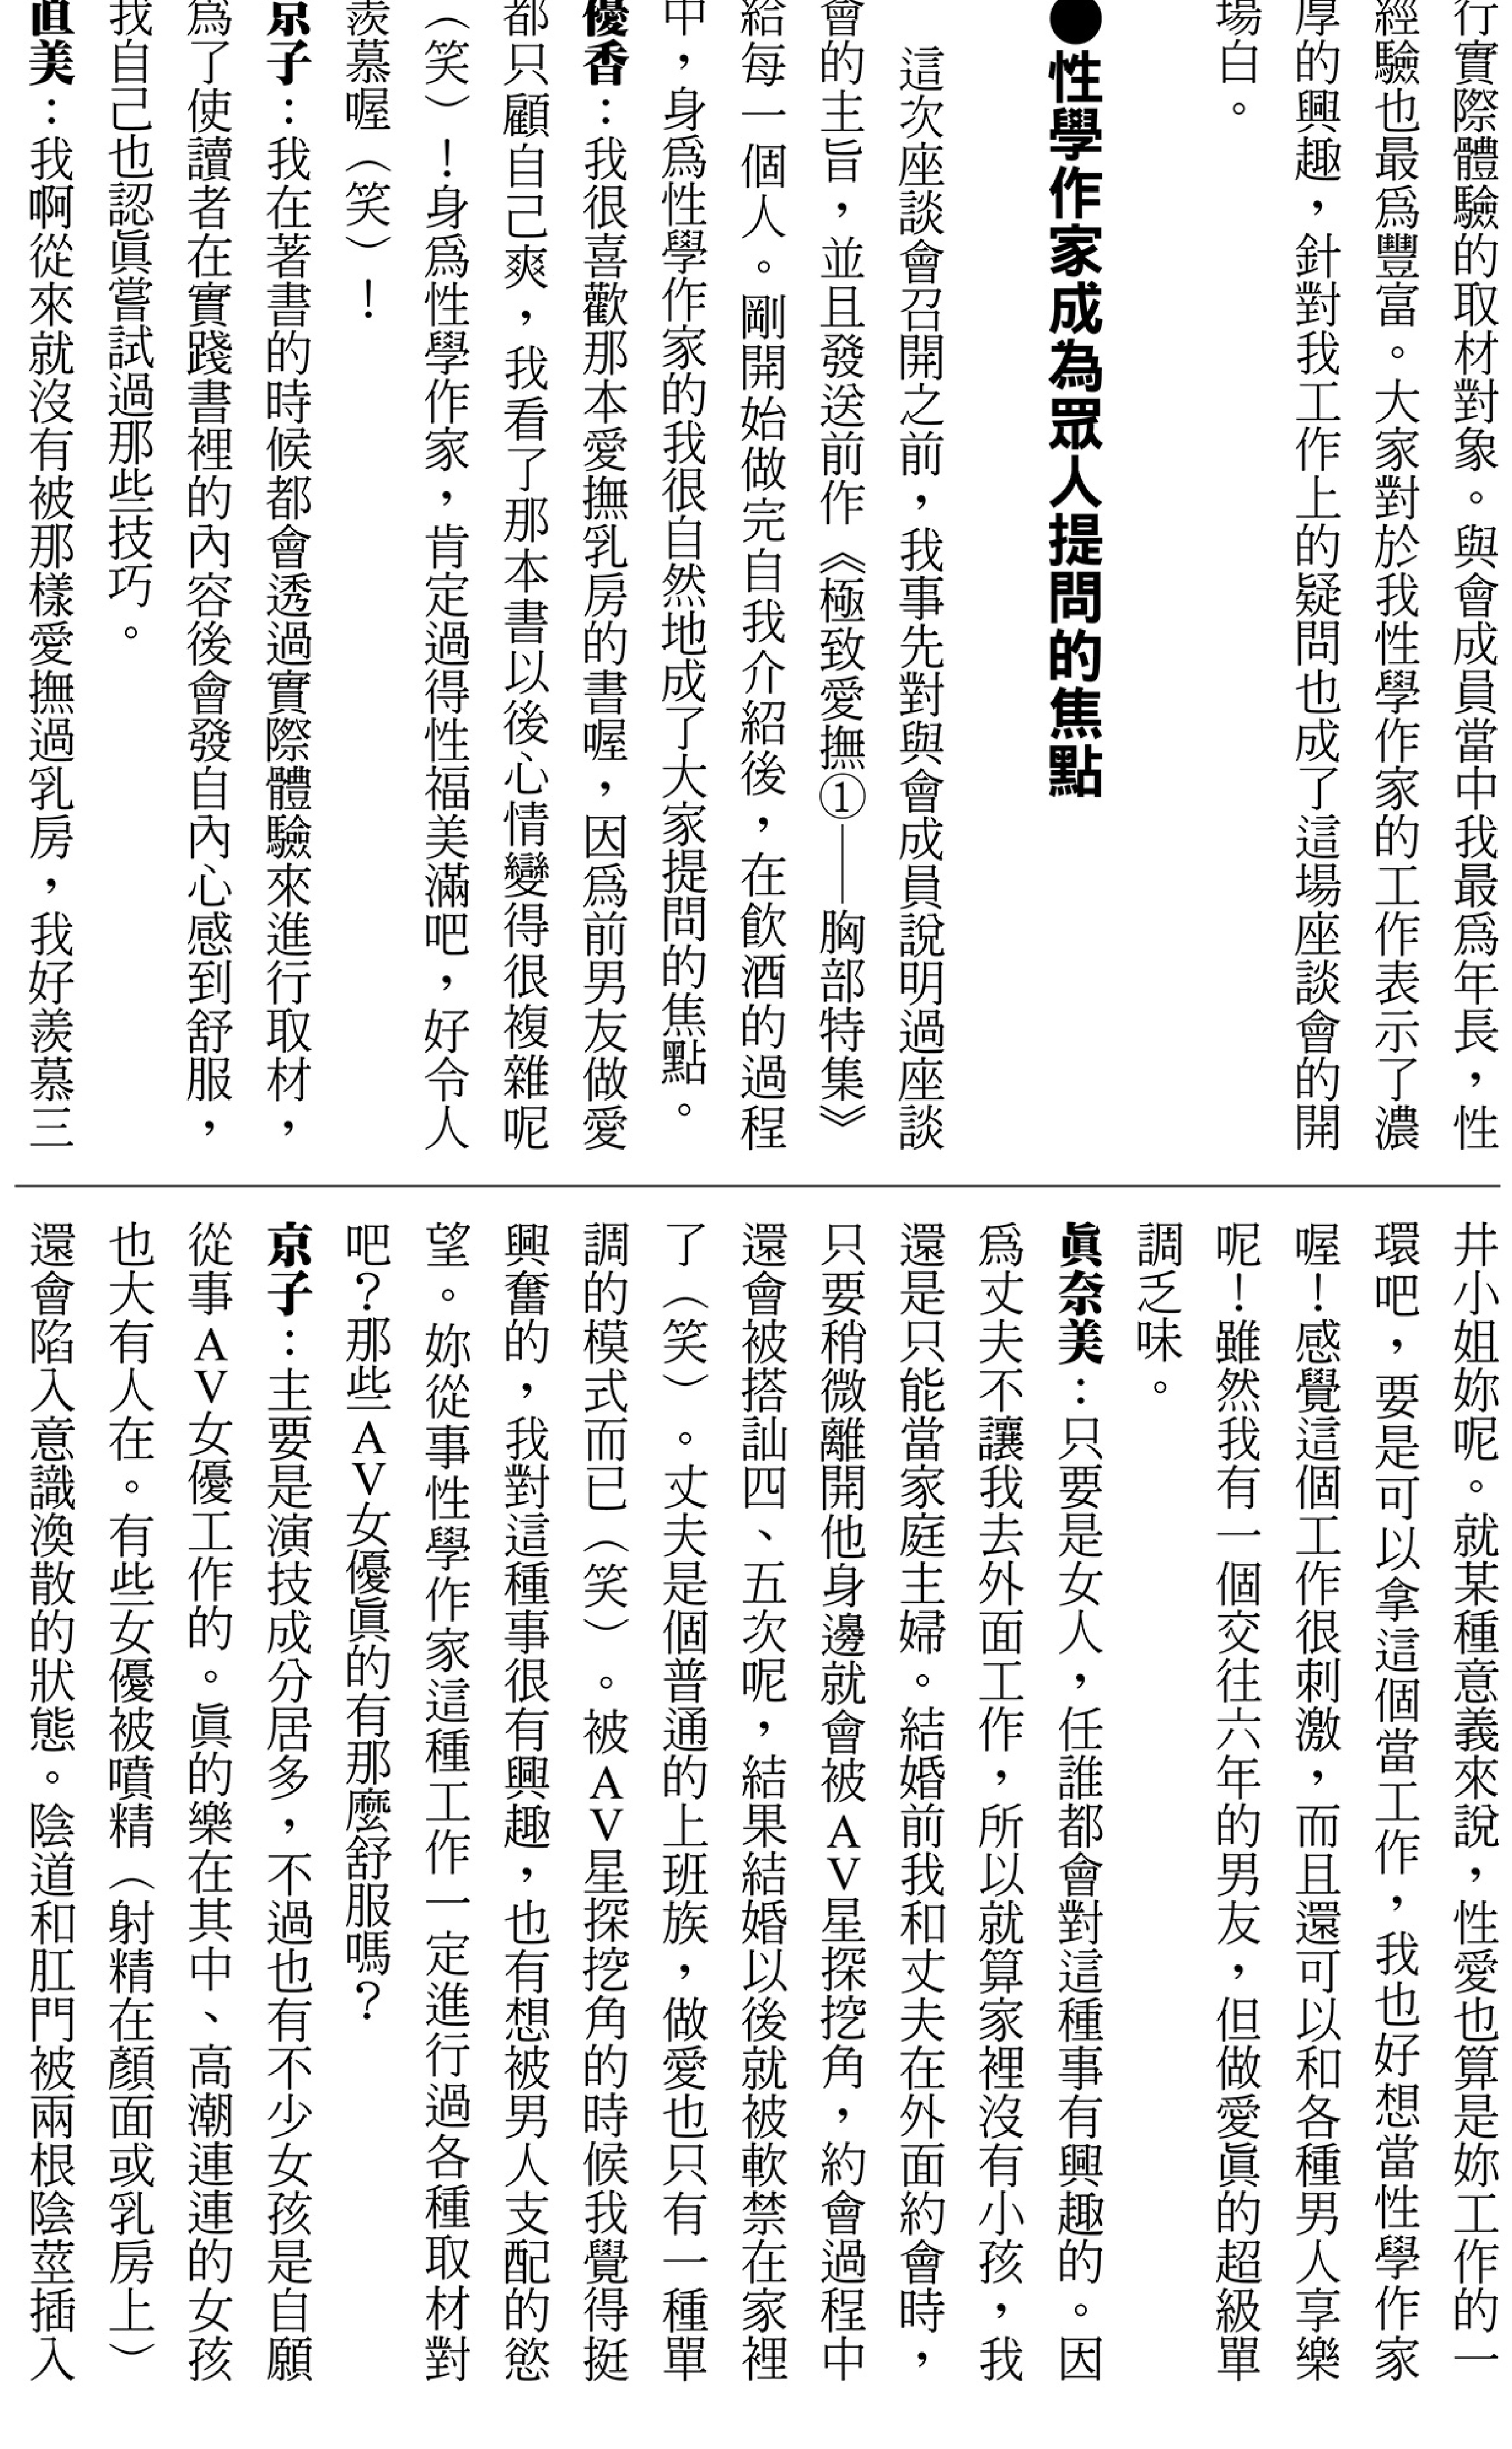 行實際體驗的取材對象。與會成員當中我最爲年長，性
經驗也最爲豐富。大家對於我性學作家的工作表示了濃
厚的興趣，針對我工作上的疑問也成了這場座談會的開
場白。
●性學作家成為眾人提問的焦點
這次座談會召開之前，我事先對與會成員說明過座談
會的主旨，並且發送前作《極致愛撫①——胸部特集》
給每一個人。剛開始做完自我介紹後，在飲酒的過程
中，身爲性學作家的我很自然地成了大家提問的焦點。
優香：我很喜歡那本愛撫乳房的書喔，因爲前男友做愛
都只顧自己爽，我看了那本書以後心情變得很複雜呢
（笑）！身爲性學作家，肯定過得性福美滿吧，好令人
羨慕喔（笑）！
京子：我在著書的時候都會透過實際體驗來進行取材，
爲了使讀者在實踐書裡的內容後會發自內心感到舒服，
我自己也認眞嘗試過那些技巧。
直美：我啊從來就沒有被那樣愛撫過乳房，我好羨慕三
井小姐妳呢。就某種意義來說，性愛也算是妳工作的一
環吧，要是可以拿這個當工作，我也好想當性學作家
喔！感覺這個工作很刺激，而且還可以和各種男人享樂
呢！雖然我有一個交往六年的男友，但做愛眞的超級單
調乏味。
眞奈美：只要是女人，任誰都會對這種事有興趣的。因
爲丈夫不讓我去外面工作，所以就算家裡沒有小孩，我
還是只能當家庭主婦。結婚前我和丈夫在外面約會時，
只要稍微離開他身邊就會被ＡＶ星探挖角，約會過程中
還會被搭訕四、五次呢，結果結婚以後就被軟禁在家裡
了（笑）。丈夫是個普通的上班族，做愛也只有一種單
調的模式而已（笑）。被ＡＶ星探挖角的時候我覺得挺
興奮的，我對這種事很有興趣，也有想被男人支配的慾
望。妳從事性學作家這種工作一定進行過各種取材對
吧？那些ＡＶ女優眞的有那麼舒服嗎？
京子：主要是演技成分居多，不過也有不少女孩是自願
從事ＡＶ女優工作的。眞的樂在其中、高潮連連的女孩
也大有人在。有些女優被噴精（射精在顏面或乳房上）
還會陷入意識渙散的狀態。陰道和肛門被兩根陰莖插入